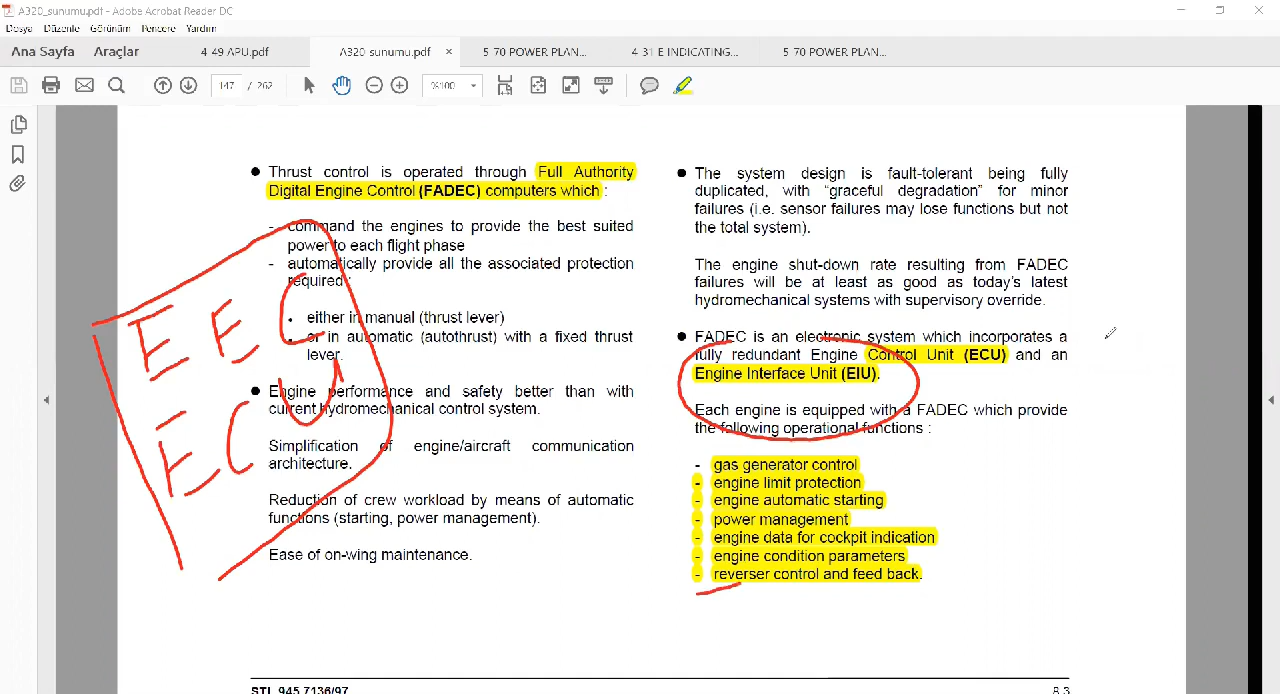 A320_sunumu.pdf - Adobe Acrobat Reader DC
Dosya Düzenle Görünüm Pencere Yardım
Ana Sayfa Araçlar 4-49 APU.pdf A320-sunumu.pdf × 5-70 POWER PLAN... 4-31 E INDICATING... 5-70 POWER PLAN...
147 / 262 %100
Thrust control is operated through Full Authority
Digital Engine Control (FADEC) computers which :
- command the engines to provide the best suited
power to each flight phase
- automatically provide all the associated protection
required :
. either in manual (thrust lever)
. or in automatic (autothrust) with a fixed thrust
lever.
Engine performance and safety better than with
current hydromechanical control system.
Simplification of engine/aircraft communication
architecture.
Reduction of crew workload by means of automatic
functions (starting, power management).
Ease of on-wing maintenance.
EEC
ECU
The system design is fault-tolerant being fully
duplicated, with “graceful degradation” for minor
failures (i.e. sensor failures may lose functions but not
the total system).
The engine shut-down rate resulting from FADEC
failures will be at least as good as today’s latest
hydromechanical systems with supervisory override.
FADEC is an electronic system which incorporates a
fully redundant Engine Control Unit (ECU) and an
Engine Interface Unit (EIU).
Each engine is equipped with a FADEC which provide
the following operational functions :
- gas generator control
- engine limit protection
- engine automatic starting
- power management
- engine data for cockpit indication
- engine condition parameters
- reverser control and feed back.
STL 945.7136/97 8.3